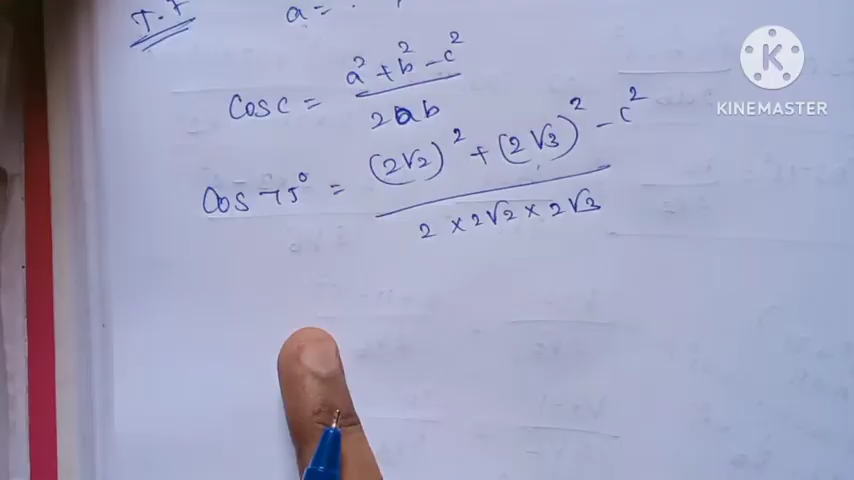 T.F a = .
cos c = a² + b² - c² / 2ab
Cos 75° = (2√2)² + (2√3)² - c² / 2 × 2√2 × 2√3
KINEMASTER